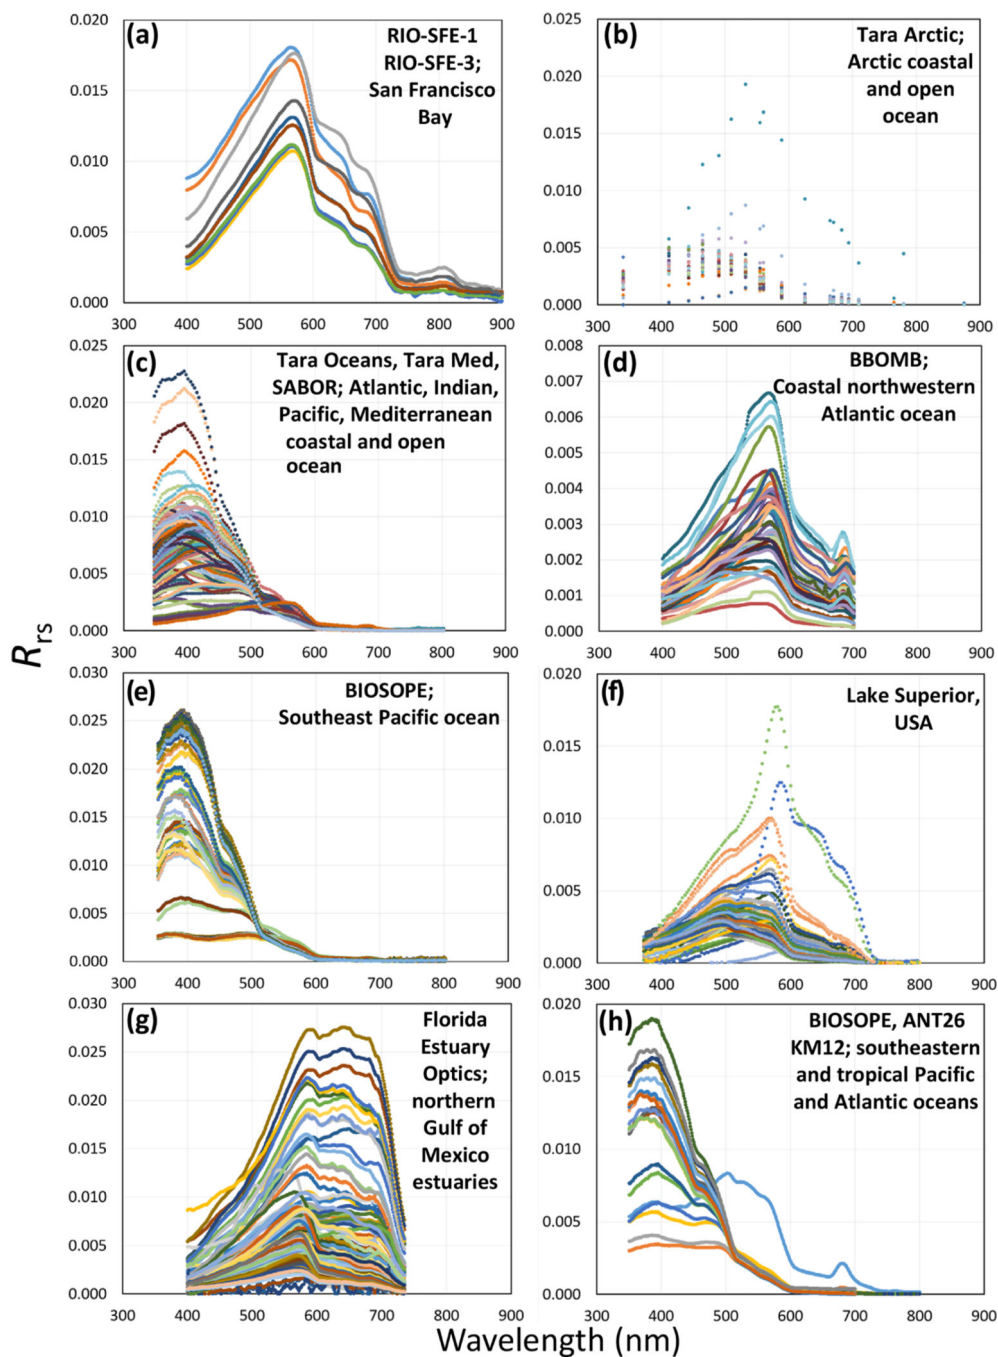 (a)
RIO-SFE-1
RIO-SFE-3;
San Francisco
Bay
0.020
0.015
0.010
0.005
0.000
300 400 500 600 700 800 900
(b)
Tara Arctic;
Arctic coastal
and open
ocean
0.025
0.020
0.015
0.010
0.005
0.000
300 400 500 600 700 800 900
(c)
Tara Oceans, Tara Med,
SABOR; Atlantic, Indian,
Pacific, Mediterranean
coastal and open
ocean
0.025
0.020
0.015
0.010
0.005
0.000
300 400 500 600 700 800 900
(d)
BBOMB;
Coastal northwestern
Atlantic ocean
0.008
0.007
0.006
0.005
0.004
0.003
0.002
0.001
0.000
300 400 500 600 700 800 900
Rrs
(e)
BIOSOPE;
Southeast Pacific ocean
0.030
0.025
0.020
0.015
0.010
0.005
0.000
300 400 500 600 700 800 900
(f)
Lake Superior,
USA
0.020
0.015
0.010
0.005
0.000
300 400 500 600 700 800 900
(g)
Florida
Estuary
Optics;
northern
Gulf of
Mexico
estuaries
0.030
0.025
0.020
0.015
0.010
0.005
0.000
300 400 500 600 700 800 900
(h)
BIOSOPE, ANT26
KM12; southeastern
and tropical Pacific
and Atlantic oceans
0.020
0.015
0.010
0.005
0.000
300 400 500 600 700 800 900
Wavelength (nm)